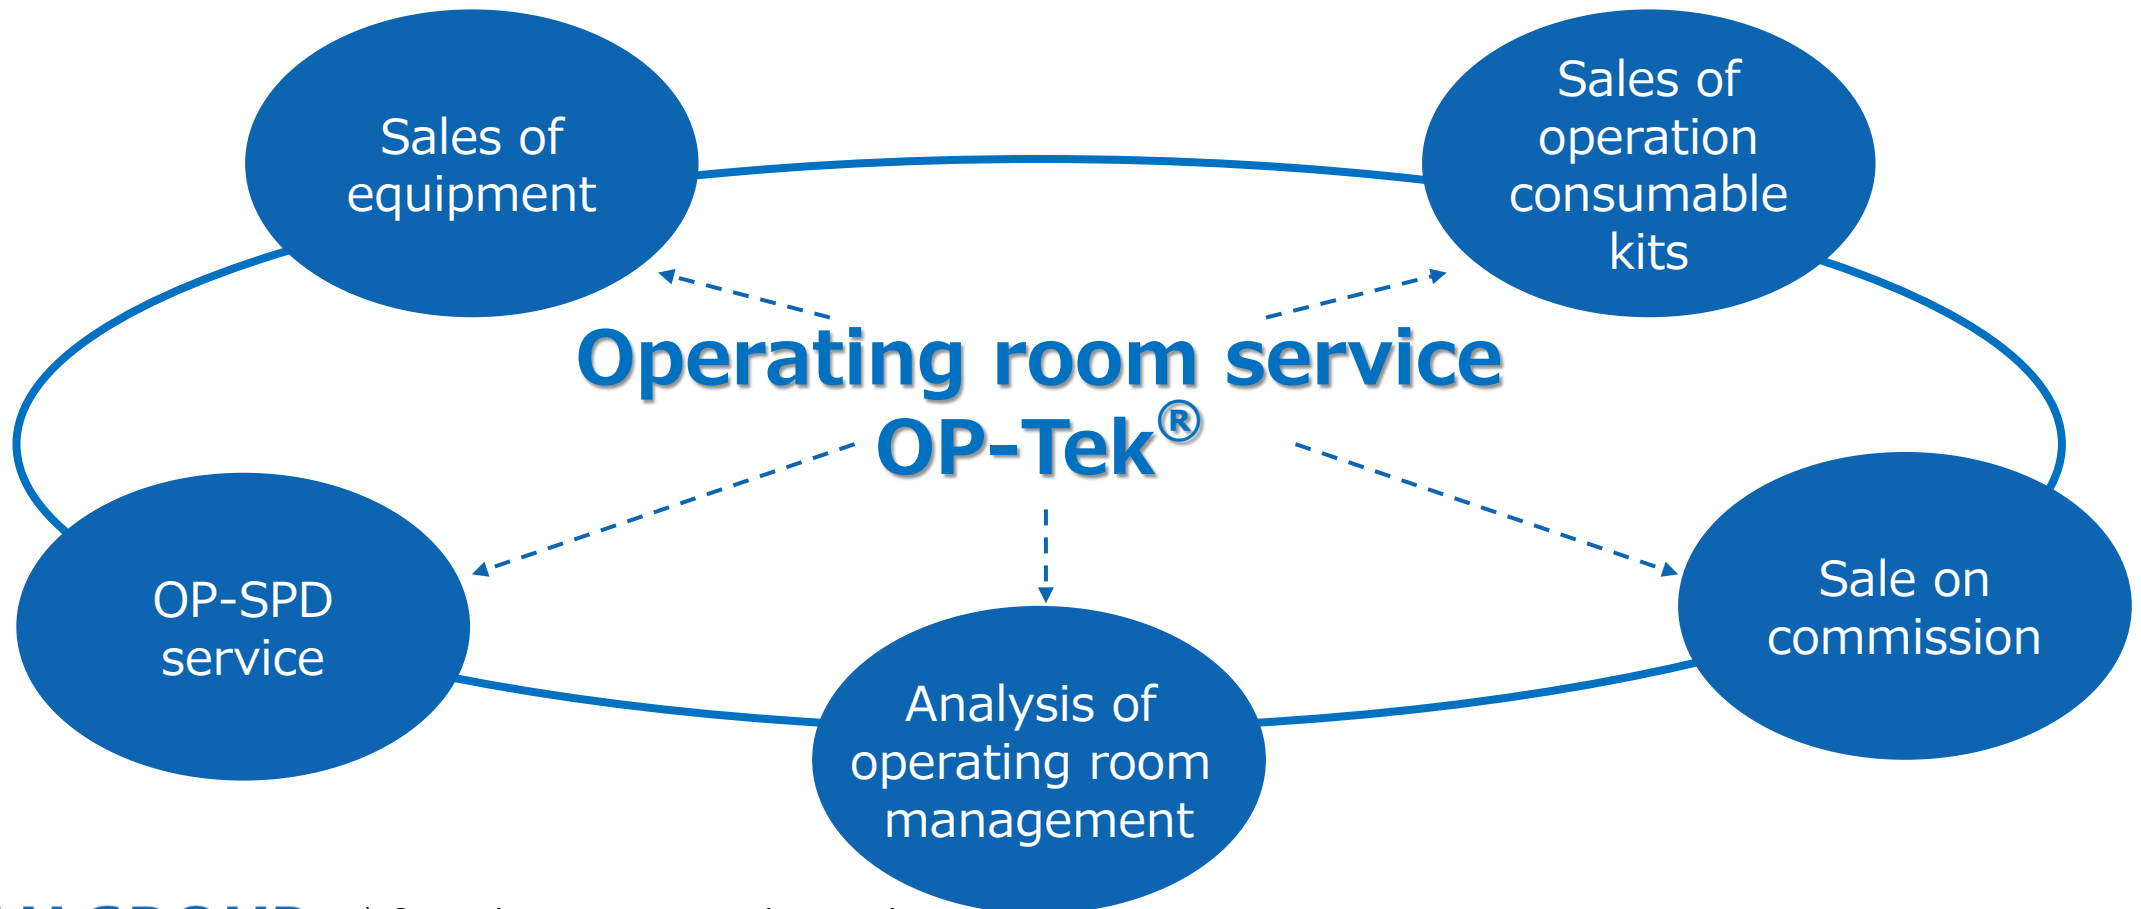 Sales of
equipment
Sales of
operation
consumable
kits
Operating room service
OP-Tek®
OP-SPD
service
Analysis of
operating room
management
Sale on
commission
GROUP